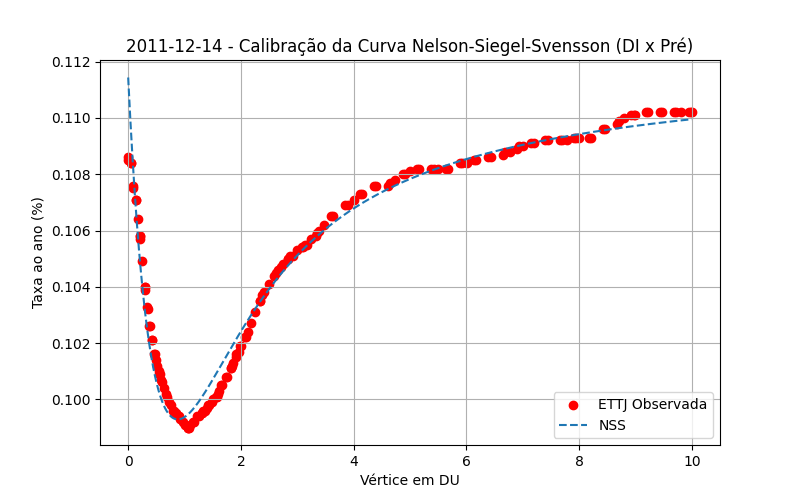 2011-12-14 - Calibração da Curva Nelson-Siegel-Svensson (DI x Pré)
Taxa ao ano (%)
0.112
0.110
0.108
0.106
0.104
0.102
0.100
0 2 4 6 8 10
Vértice em DU
ETTJ Observada
NSS